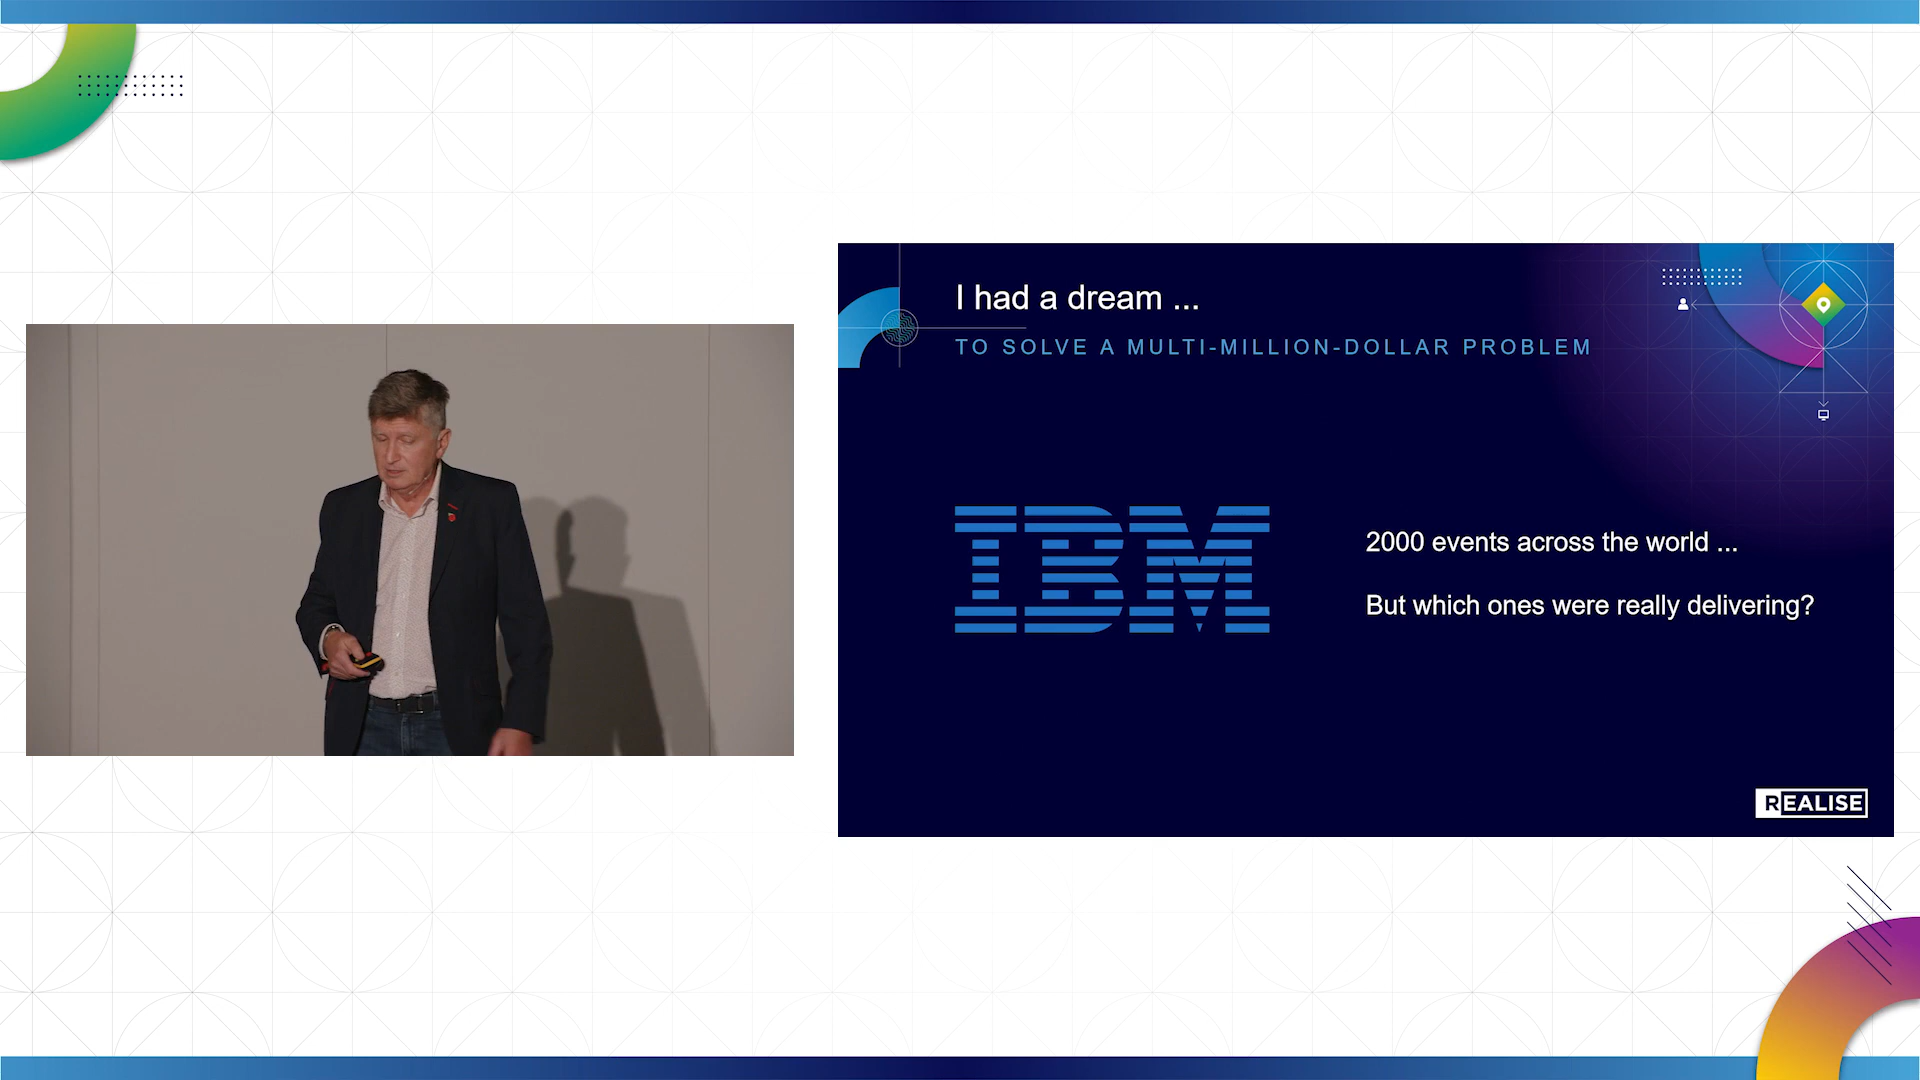 I had a dream ...
TO SOLVE A MULTI-MILLION-DOLLAR PROBLEM
IBM
2000 events across the world ...
But which ones were really delivering?
REALISE